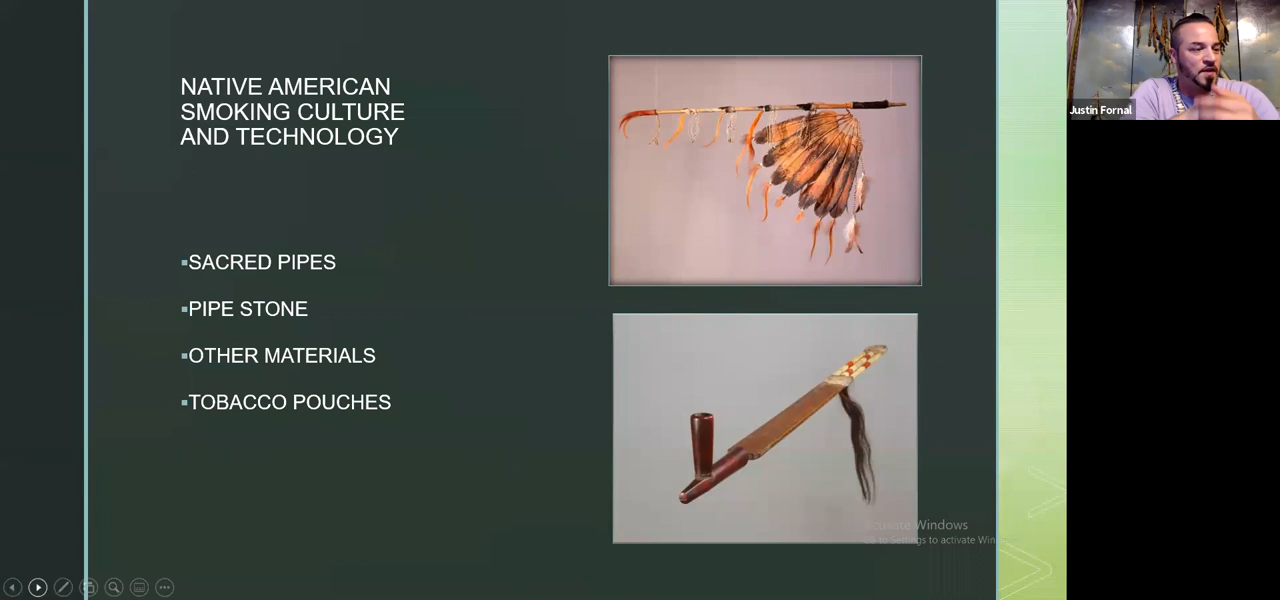 NATIVE AMERICAN
SMOKING CULTURE
AND TECHNOLOGY
▪SACRED PIPES
▪PIPE STONE
▪OTHER MATERIALS
▪TOBACCO POUCHES
Justin Fornal
Activate Windows
Go to Settings to activate Win